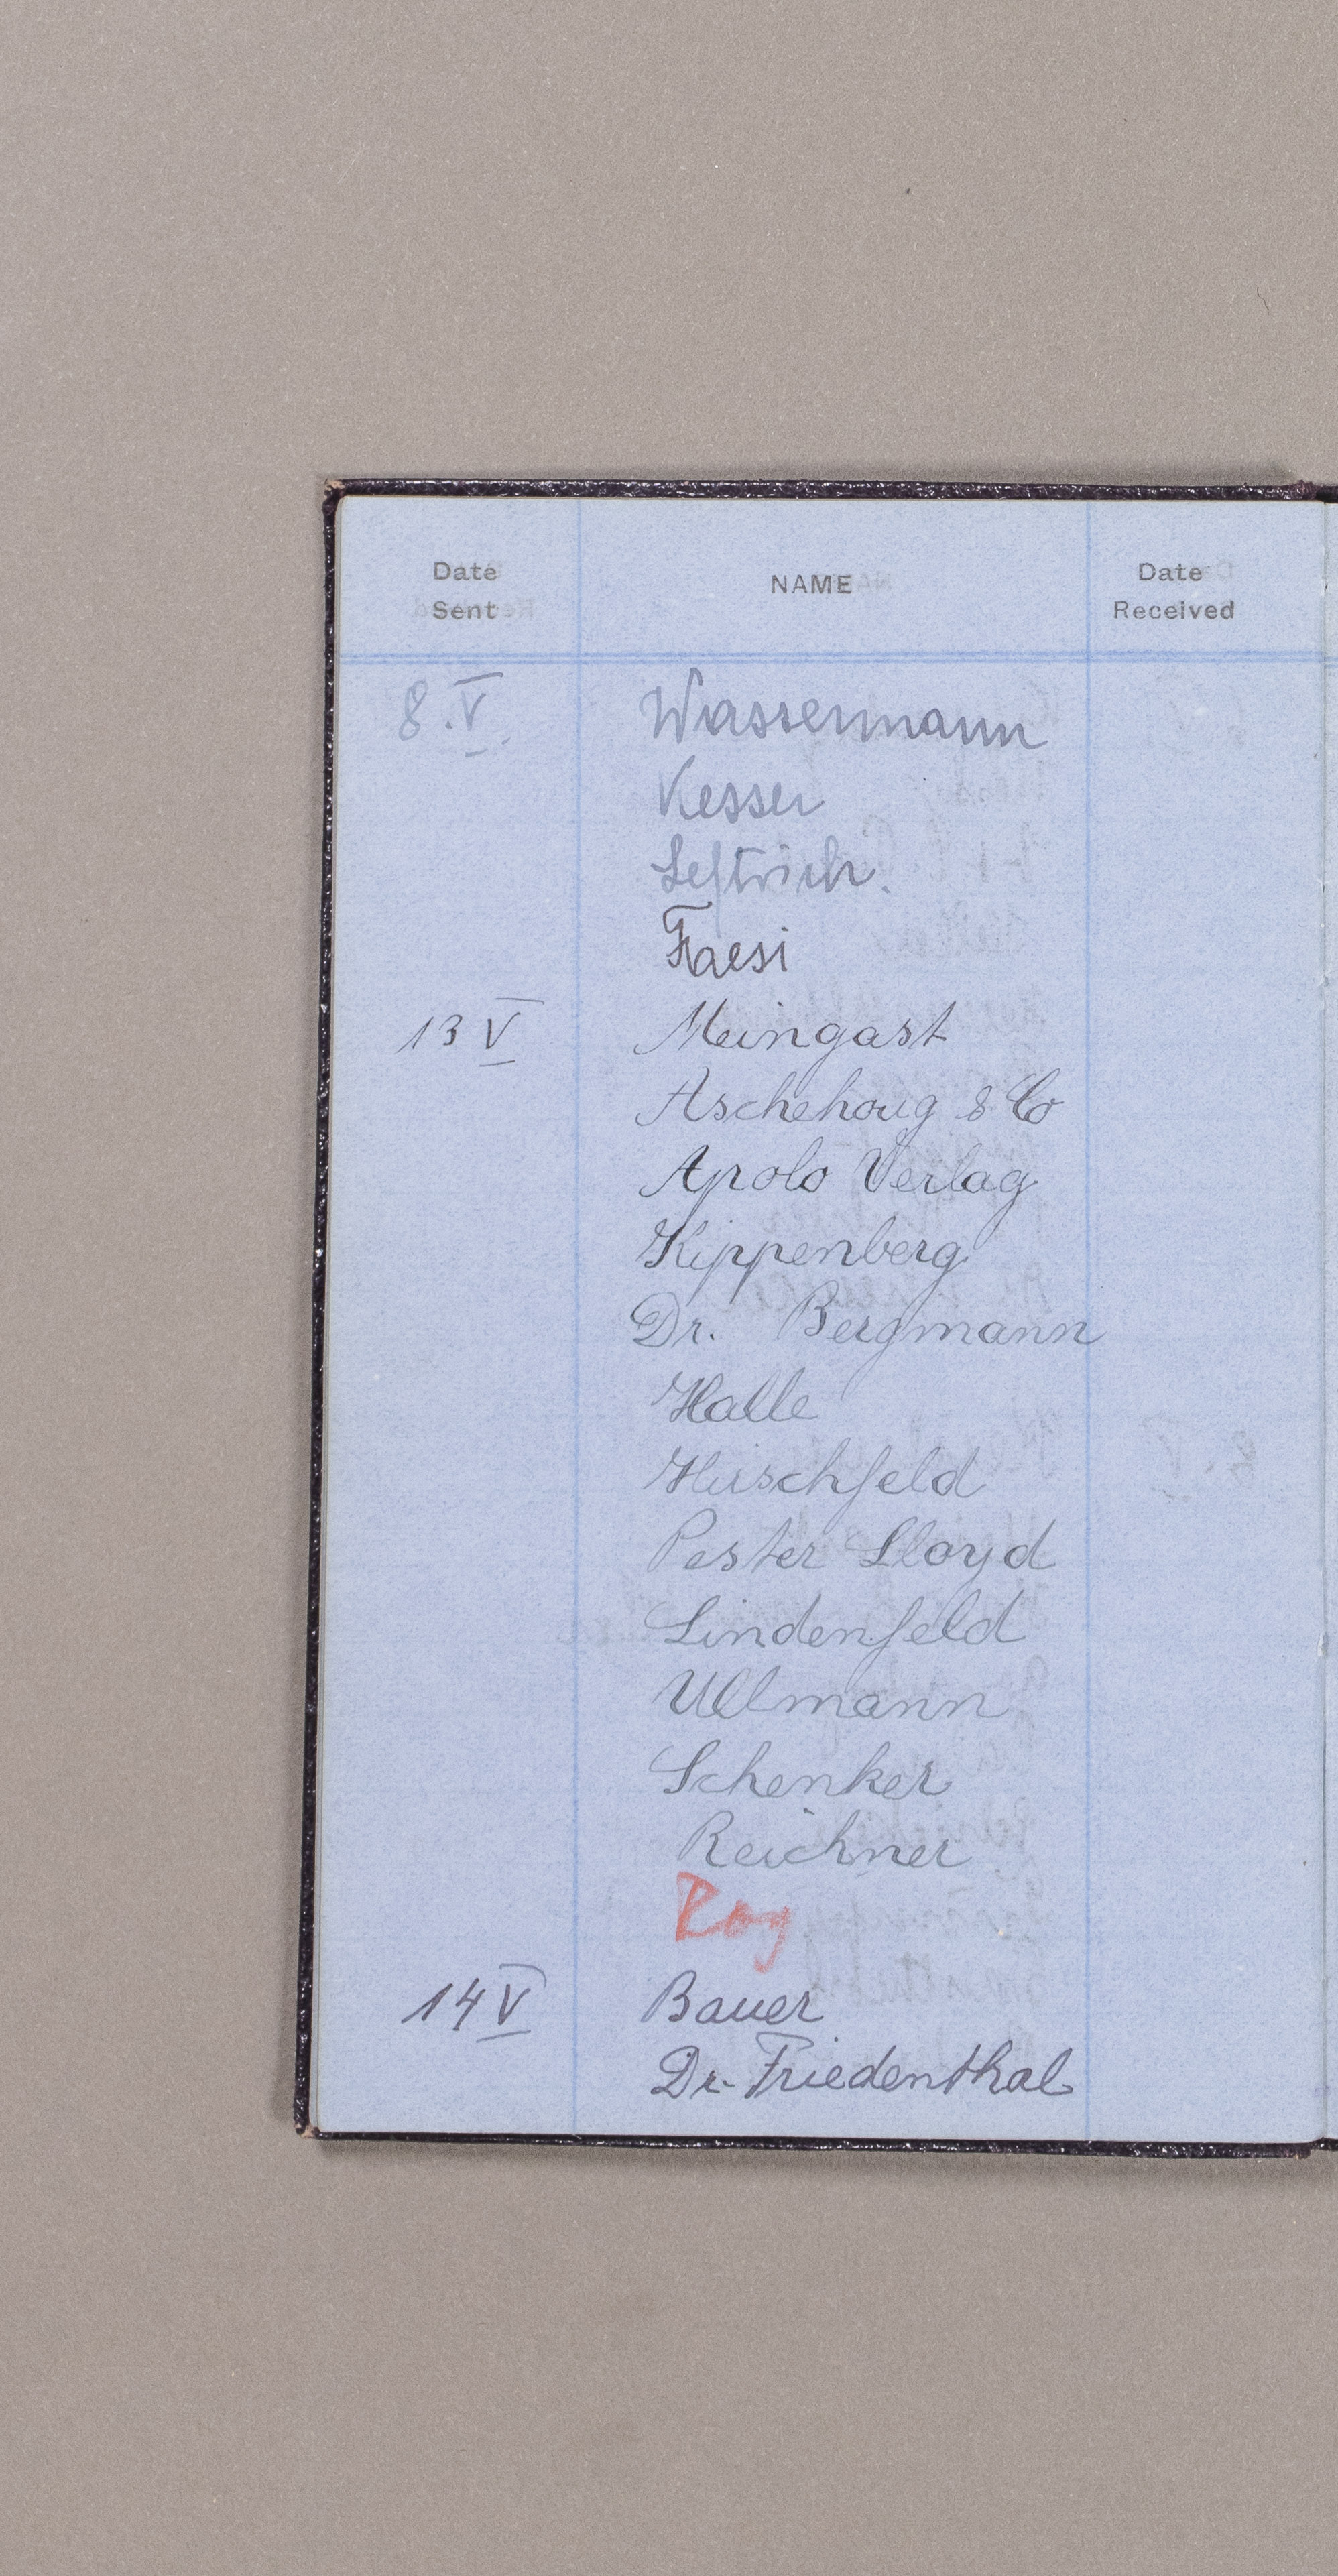 Date Sent NAME Date Received
8.V. Wassermann
Kesser
Leftrich.
Faesi
13 V Meingast
Aschehoug & Co
Apolo Verlag
Kippenberg
Dr. Bergmann
Halle
Hirschfeld
Pester Lloyd
Lindenfeld
Ullmann
Schenker
Reichner
Roy
14 V Bauer
Dr. Friedenthal